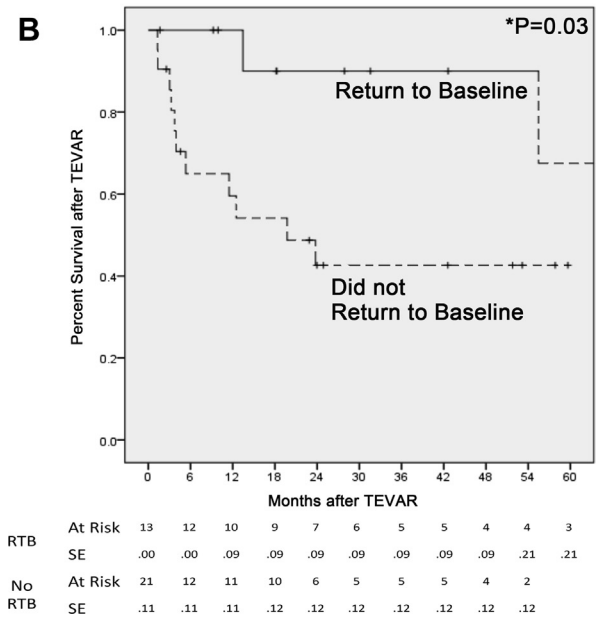 B
*P=0.03
Percent Survival after TEVAR
1.0
0.8
0.6
0.4
0.2
0.0
Return to Baseline
Did not
Return to Baseline
0 6 12 18 24 30 36 42 48 54 60
Months after TEVAR
RTB
At Risk 13 12 10 9 7 6 5 5 4 4 3
SE .00 .00 .09 .09 .09 .09 .09 .09 .09 .21 .21
No
RTB
At Risk 21 12 11 10 6 5 5 5 4 2
SE .11 .11 .11 .12 .12 .12 .12 .12 .12 .12